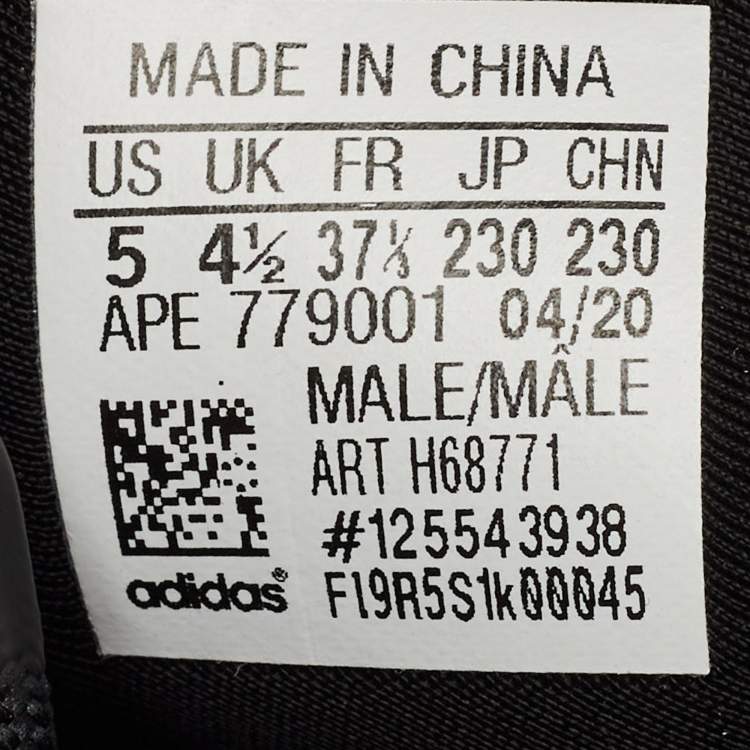 MADE IN CHINA
US UK FR JP CHN
5 4½ 37⅓ 230 230
APE 779001 04/20
MALE/MÂLE
ART H68771
#125543938
adidas® F19R5S1k00045